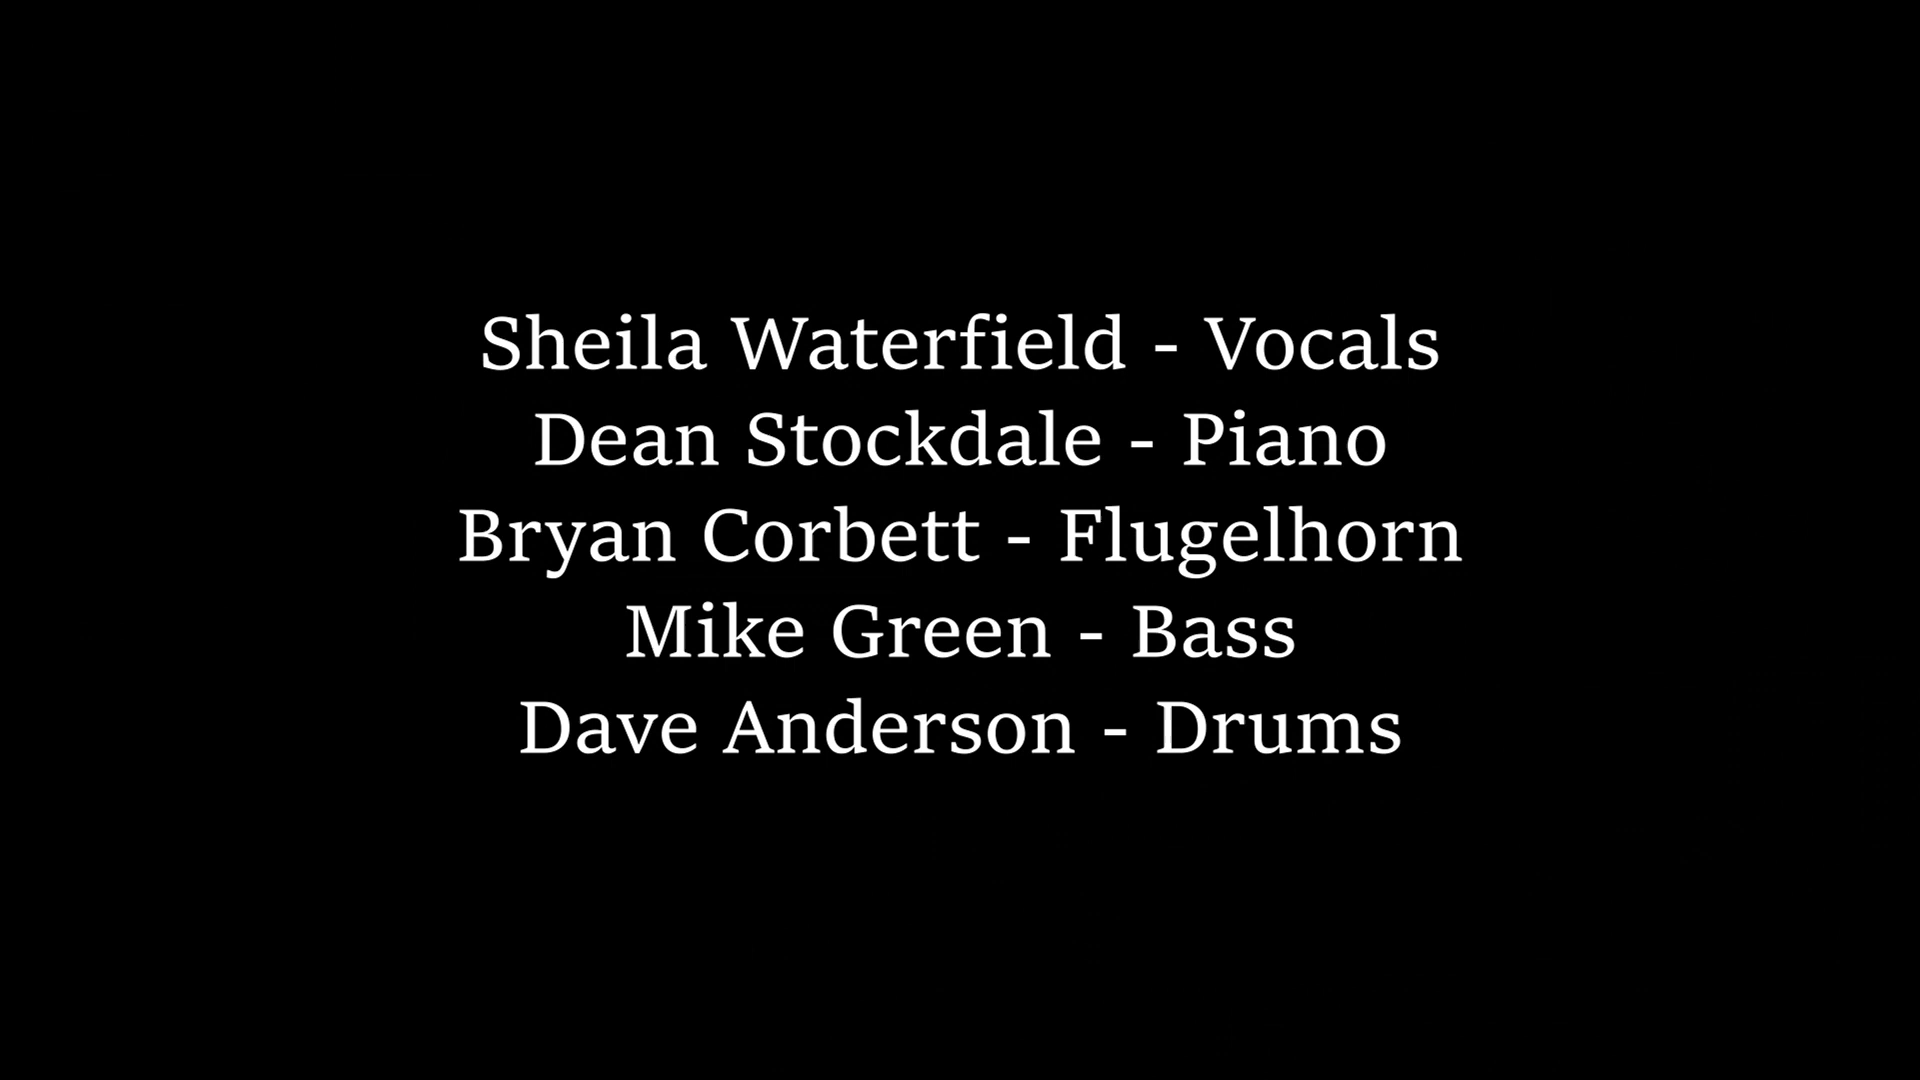 Sheila Waterfield - Vocals
Dean Stockdale - Piano
Bryan Corbett - Flugelhorn
Mike Green - Bass
Dave Anderson - Drums